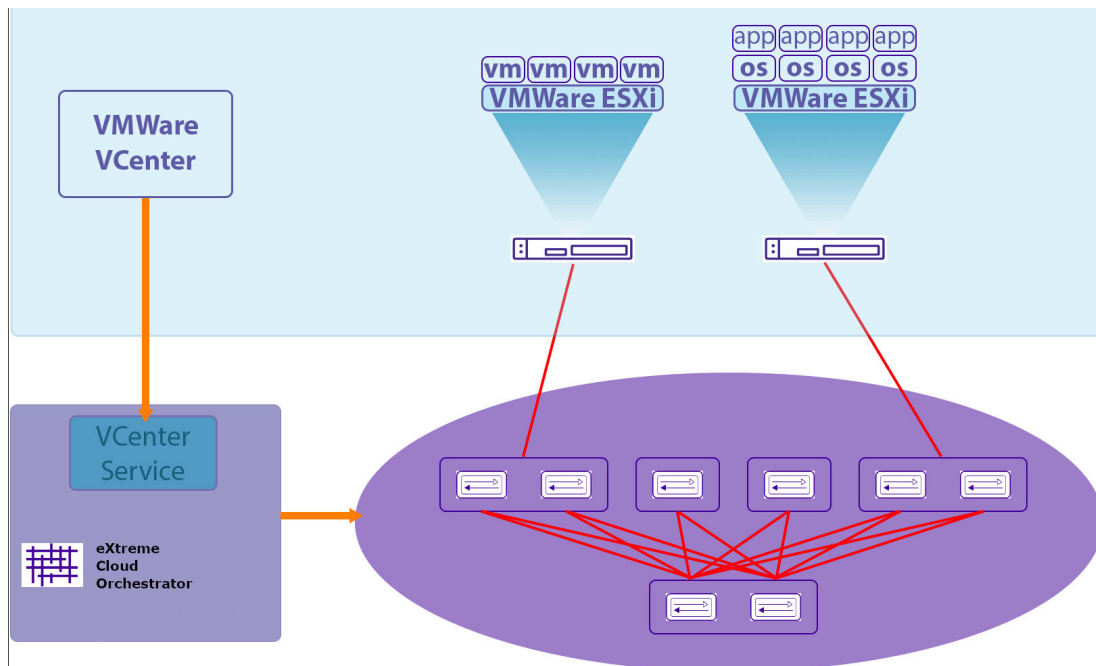 app app app app
vm vm vm vm
os os os os
VMWare ESXi
VMWare ESXi
VMWare
VCenter
VCenter
Service
eXtreme
Cloud
Orchestrator